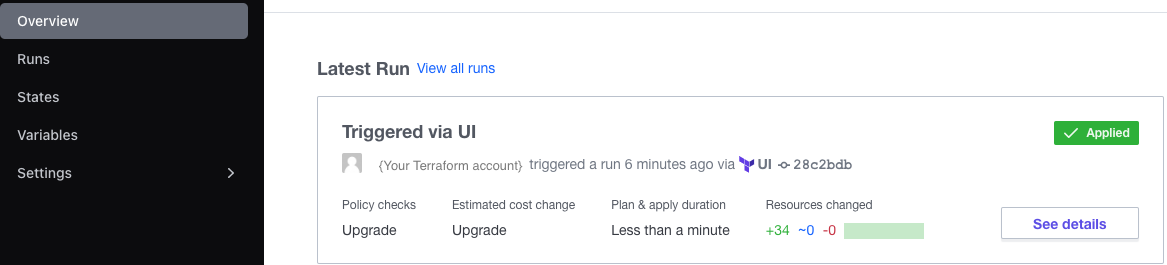 Overview
Runs
States
Variables
Settings
Latest Run View all runs
Triggered via UI
Applied
{Your Terraform account} triggered a run 6 minutes ago via UI 28c2bdb
Policy checks Estimated cost change Plan & apply duration Resources changed
Upgrade Upgrade Less than a minute +34 ~0 -0
See details